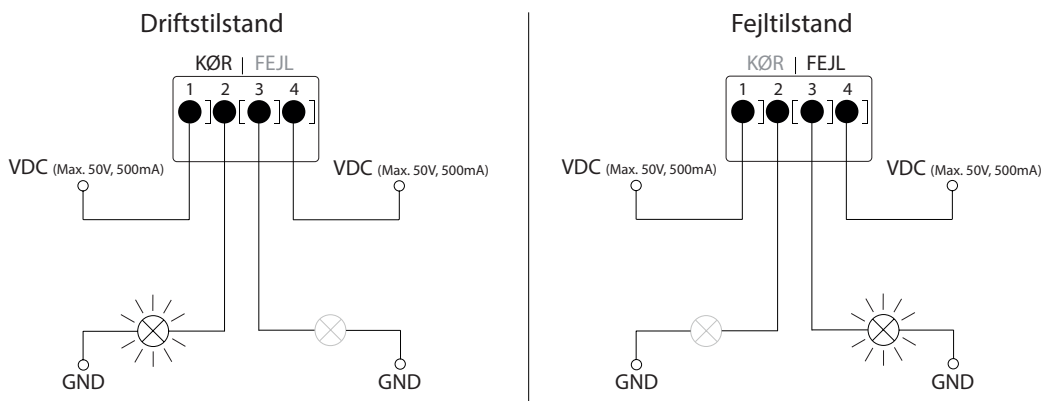 Driftstilstand
KØR | FEJL
1 2 3 4
VDC (Max. 50V, 500mA)
VDC (Max. 50V, 500mA)
GND
GND
Fejltilstand
KØR | FEJL
1 2 3 4
VDC (Max. 50V, 500mA)
VDC (Max. 50V, 500mA)
GND
GND